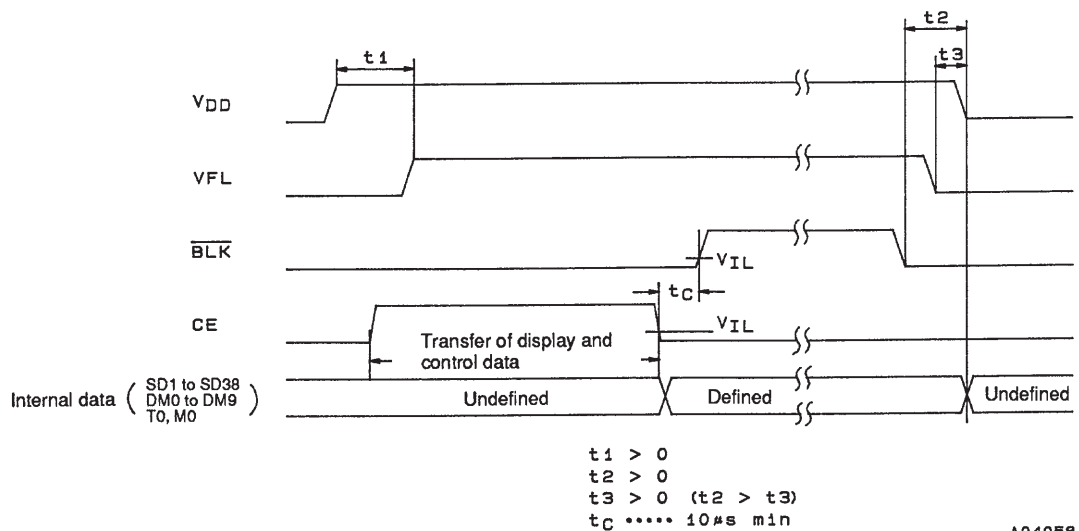 t2
t1
t3
VDD
VFL
BLK
VIL
tC
CE
VIL
Transfer of display and
control data
Internal data ( SD1 to SD38
DM0 to DM9
T0, M0 )
Undefined
Defined
Undefined
t1 > 0
t2 > 0
t3 > 0 (t2 > t3)
tC ••••• 10μs min